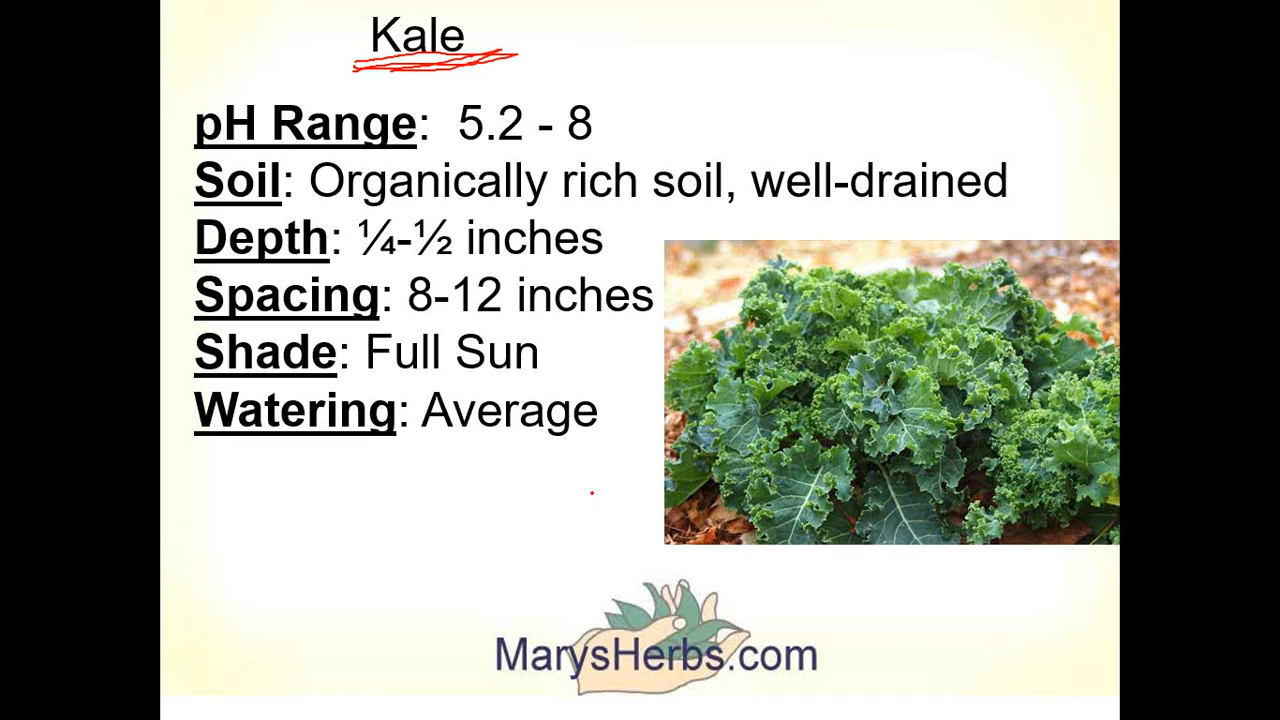 Kale
pH Range:  5.2 - 8
Soil: Organically rich soil, well-drained
Depth: ¼-½ inches
Spacing: 8-12 inches
Shade: Full Sun
Watering: Average
MarysHerbs.com